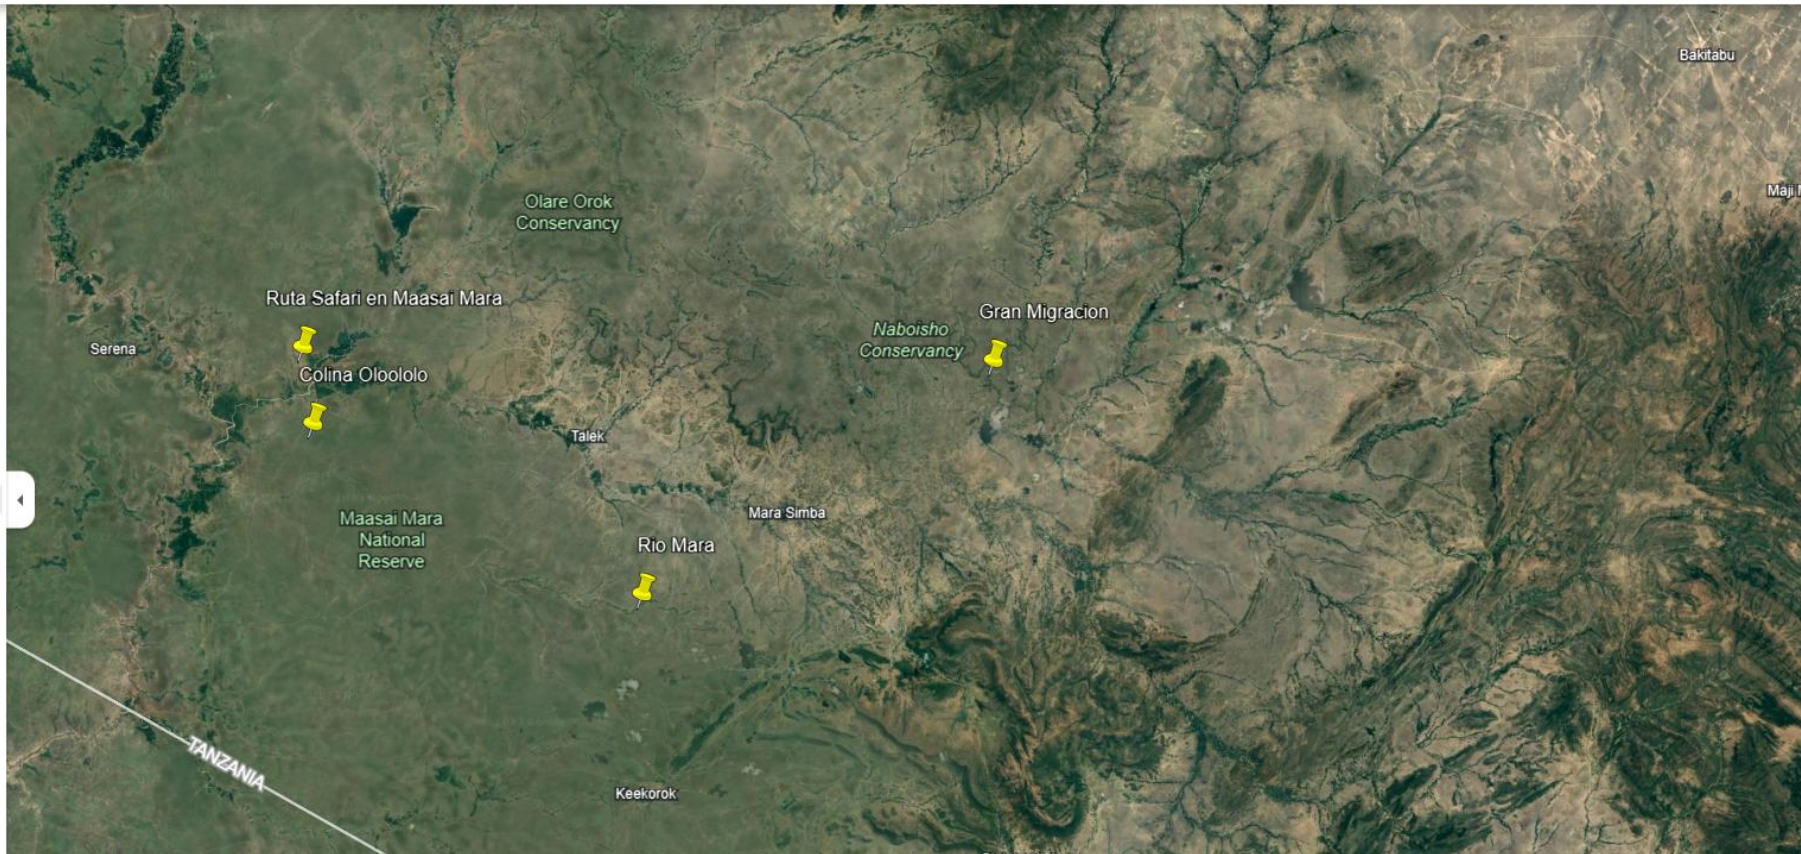 Bakitabu
Maji
Olare Orok
Conservancy
Ruta Safari en Maasai Mara
Gran Migracion
Naboisho
Conservancy
Serena
Colina Oloololo
Talek
Mara Simba
Maasai Mara
National
Reserve
Rio Mara
TANZANIA
Keekorok